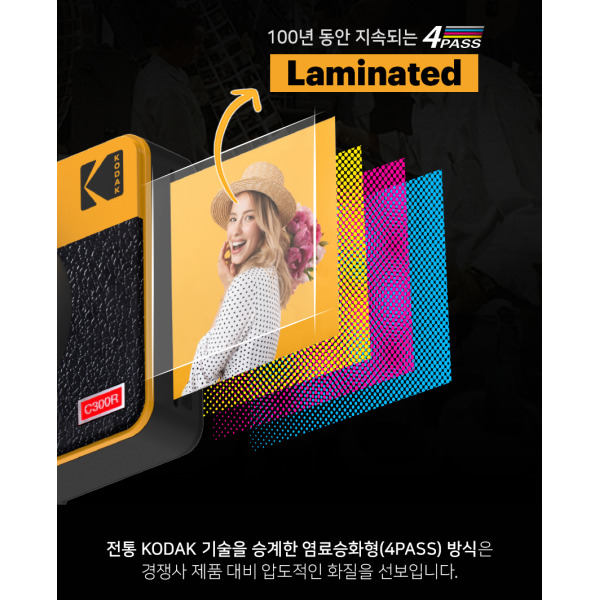 100년 동안 지속되는 4PASS
Laminated
KODAK
C300R
전통 KODAK 기술을 승계한 염료승화형(4PASS) 방식은
경쟁사 제품 대비 압도적인 화질을 선보입니다.